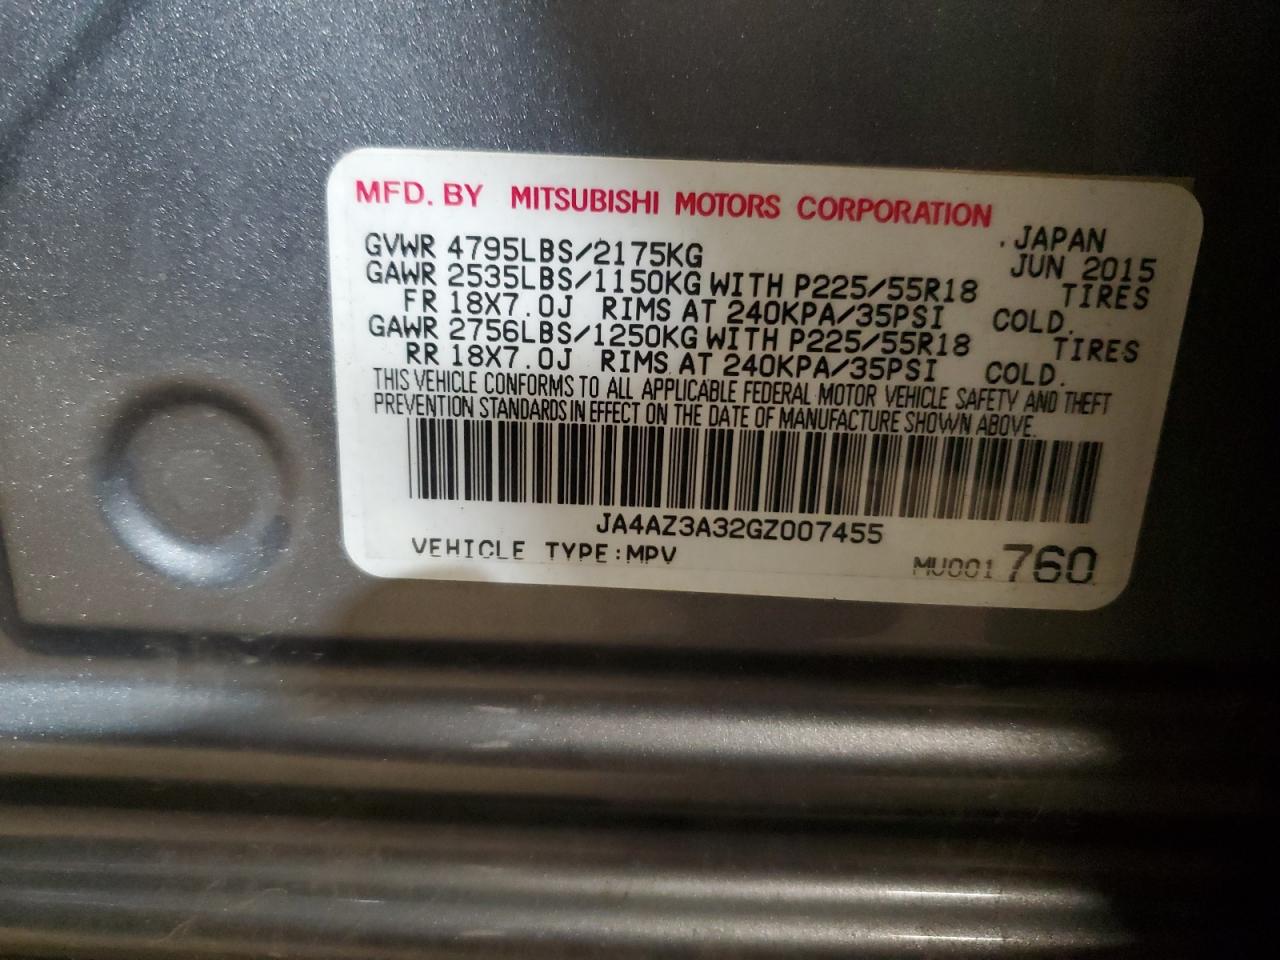 MFD. BY MITSUBISHI MOTORS CORPORATION
. JAPAN
GVWR 4795LBS/2175KG JUN 2015
GAWR 2535LBS/1150KG WITH P225/55R18 TIRES
FR 18X7.0J RIMS AT 240KPA/35PSI COLD.
GAWR 2756LBS/1250KG WITH P225/55R18 TIRES
RR 18X7.0J RIMS AT 240KPA/35PSI COLD.
THIS VEHICLE CONFORMS TO ALL APPLICABLE FEDERAL MOTOR VEHICLE SAFETY AND THEFT
PREVENTION STANDARDS IN EFFECT ON THE DATE OF MANUFACTURE SHOWN ABOVE.
JA4AZ3A32GZ007455
VEHICLE TYPE:MPV MU001 760